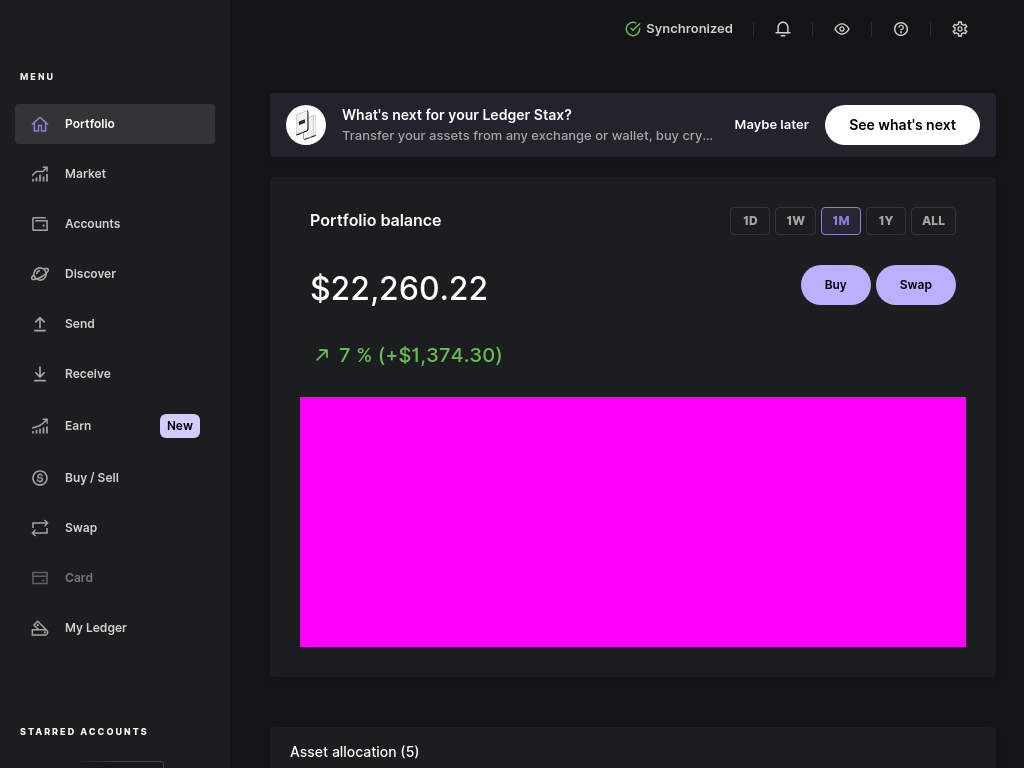 Synchronized
MENU
Portfolio
Market
Accounts
Discover
Send
Receive
Earn New
Buy / Sell
Swap
Card
My Ledger
STARRED ACCOUNTS
What's next for your Ledger Stax?
Transfer your assets from any exchange or wallet, buy cry...
Maybe later
See what's next
Portfolio balance
1D 1W 1M 1Y ALL
$22,260.22
Buy Swap
7 % (+$1,374.30)
Asset allocation (5)